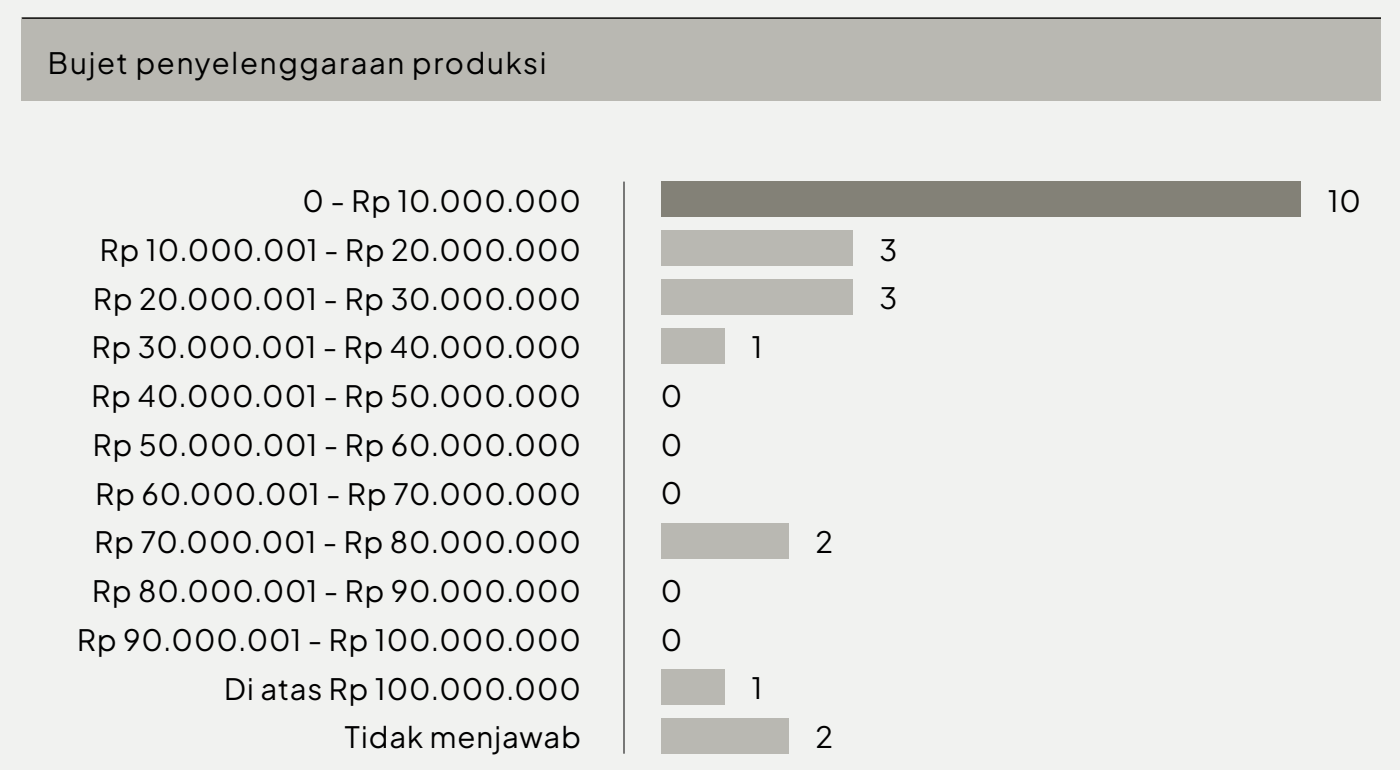 Bujet penyelenggaraan produksi
0 - Rp 10.000.000 10
Rp 10.000.001 - Rp 20.000.000 3
Rp 20.000.001 - Rp 30.000.000 3
Rp 30.000.001 - Rp 40.000.000 1
Rp 40.000.001 - Rp 50.000.000 0
Rp 50.000.001 - Rp 60.000.000 0
Rp 60.000.001 - Rp 70.000.000 0
Rp 70.000.001 - Rp 80.000.000 2
Rp 80.000.001 - Rp 90.000.000 0
Rp 90.000.001 - Rp 100.000.000 0
Di atas Rp 100.000.000 1
Tidak menjawab 2